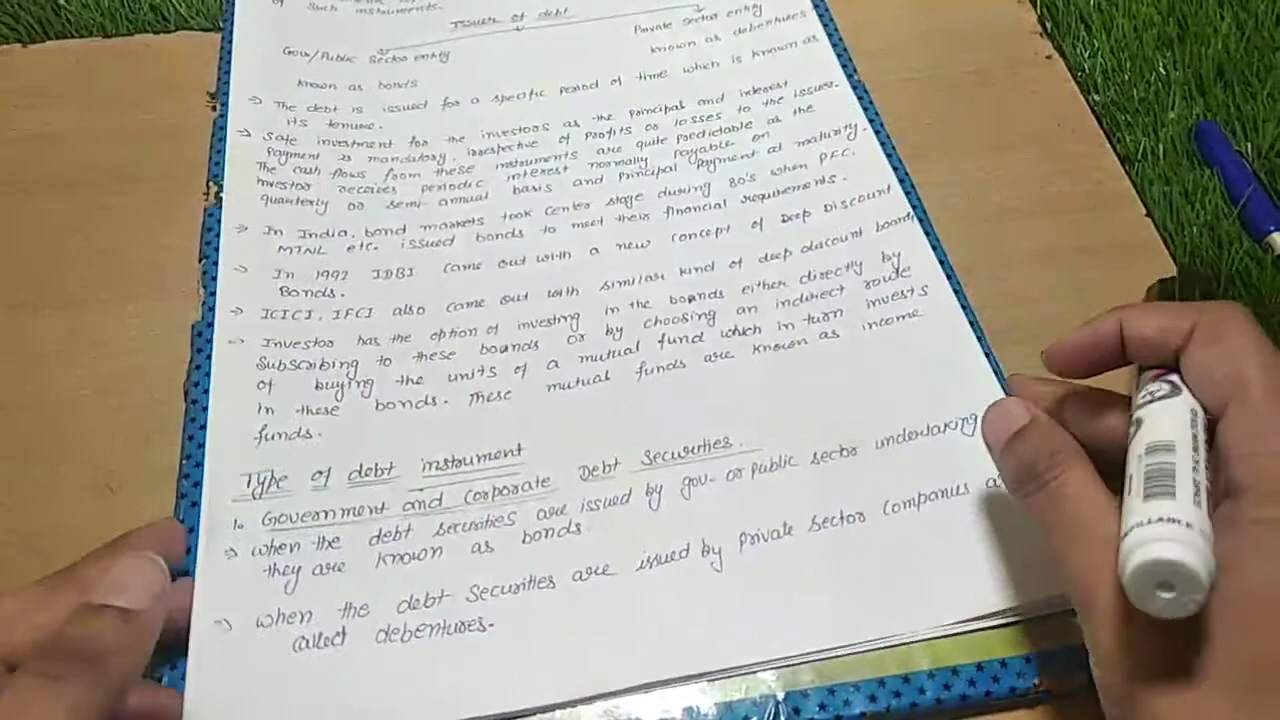 of such instruments.
Issuer of debt
Gov/Public Sector entity
Private Sector entity
known as bonds
known as debentures
→ The debt is issued for a specific period of time which is known as
its tenure.
→ Safe investment for the investors as the principal and interest
Payment is mandatory, irrespective of profits or losses to the issuer.
The cash flows from these instruments are quite predictable as the
investor receives periodic interest normally payable on
quarterly or semi-annual basis and principal payment at maturity.
→ In India, bond markets took center stage during 80's when PFC,
MTNL etc. issued bonds to meet their financial requirements.
→ In 1992 IDBI came out with a new concept of Deep Discount
Bonds.
→ ICICI, IFCI also came out with similar kind of deep discount boards
→ Investor has the option of investing in the bonds either directly by
Subscribing to these bounds or by choosing an indirect route
of buying the units of a mutual fund which in turn invests
in these bonds. These mutual funds are known as income
funds.
Type of debt instrument
1. Government and corporate Debt Securities.
→ when the debt securities are issued by gov- or public sector undertaking
they are known as bonds.
→ when the debt securities are issued by private sector companies
called debentures.